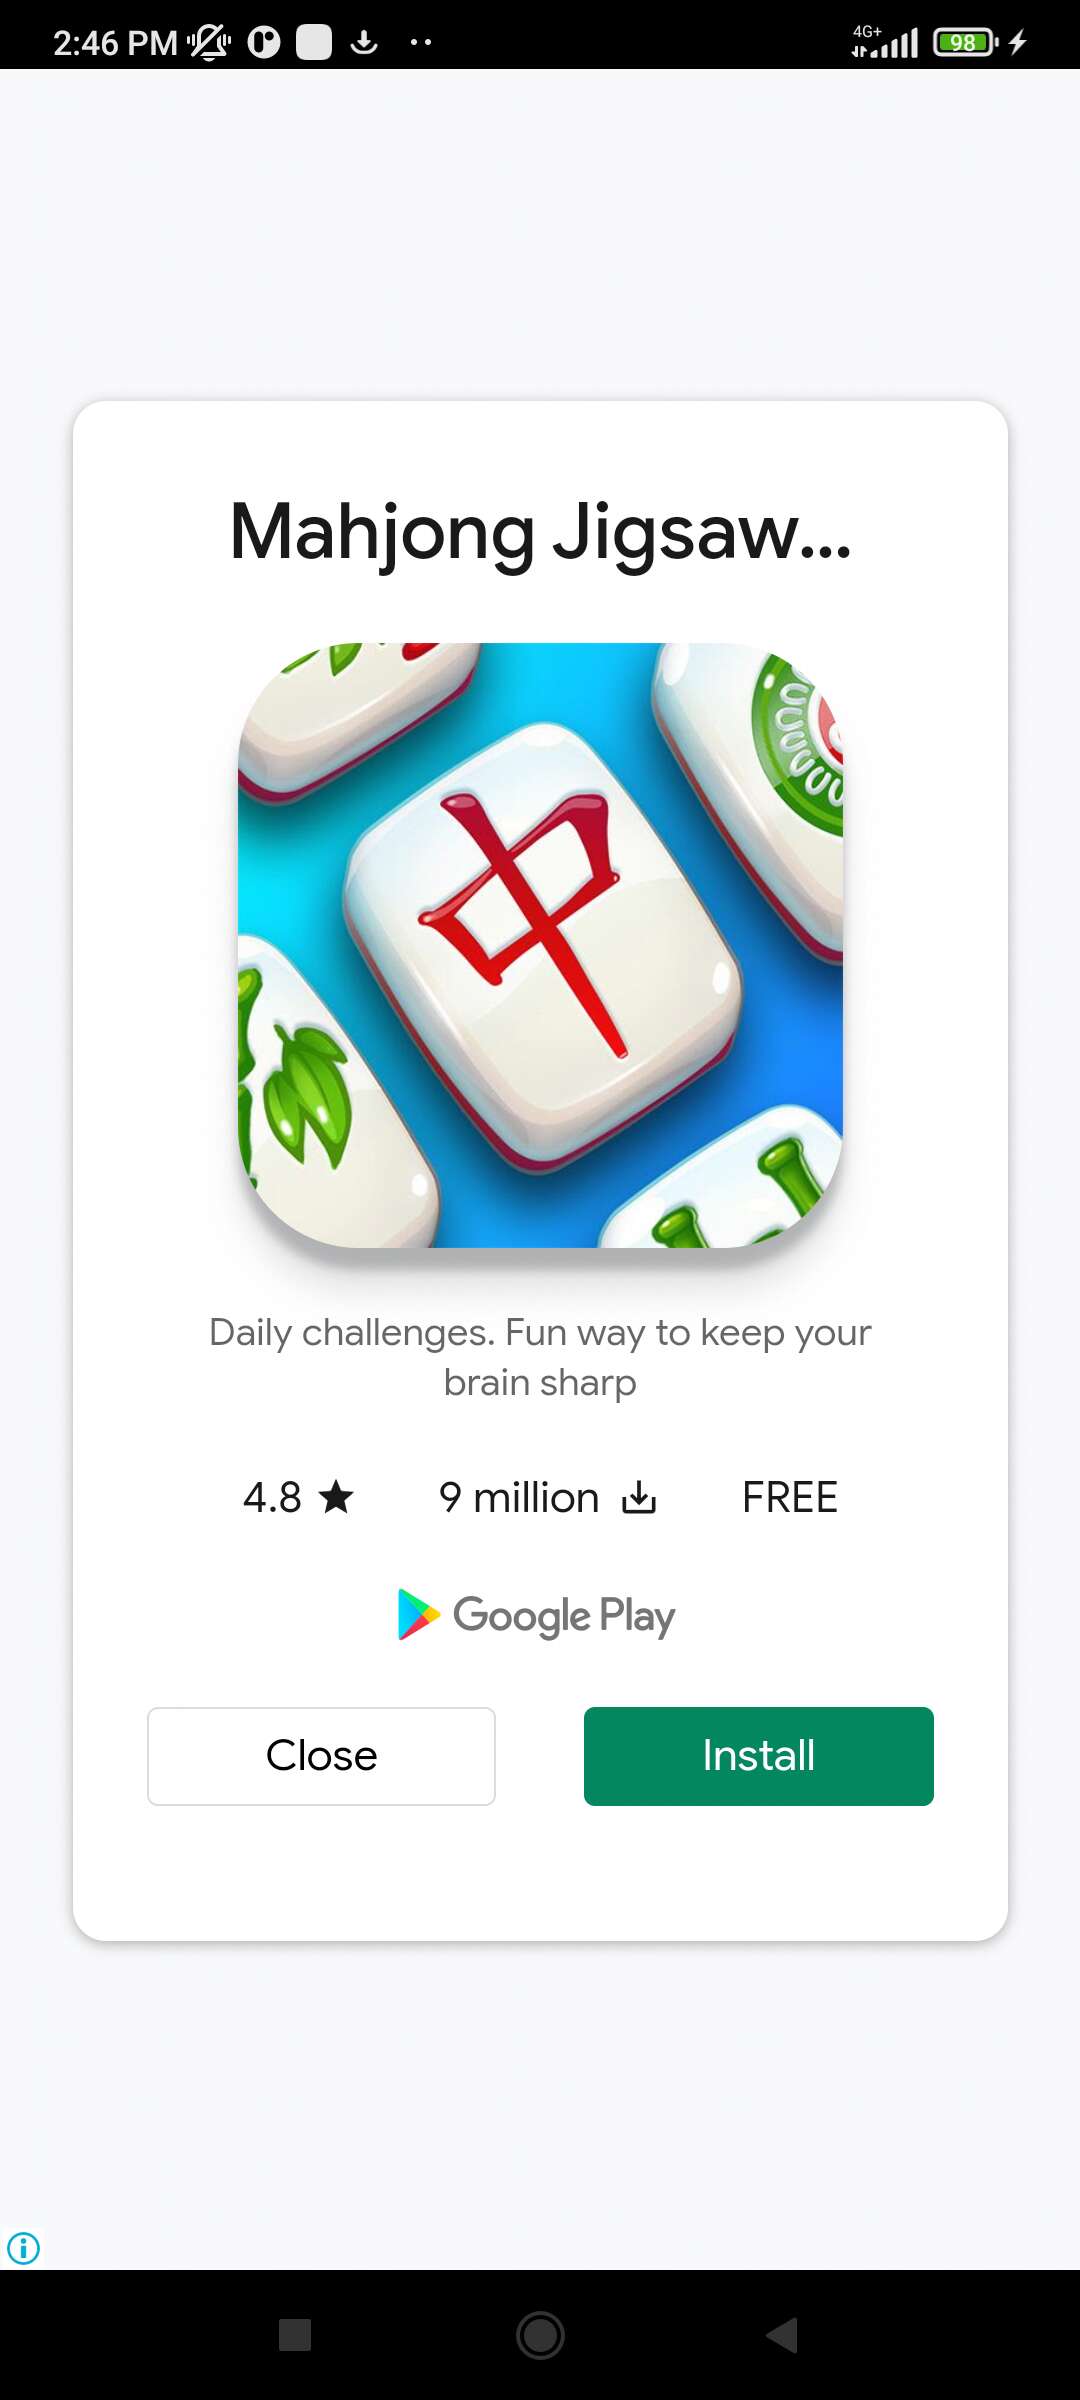 2:46 PM
4G+
98
Mahjong Jigsaw...
中
Daily challenges. Fun way to keep your
brain sharp
4.8 ★ 9 million FREE
Google Play
Close Install